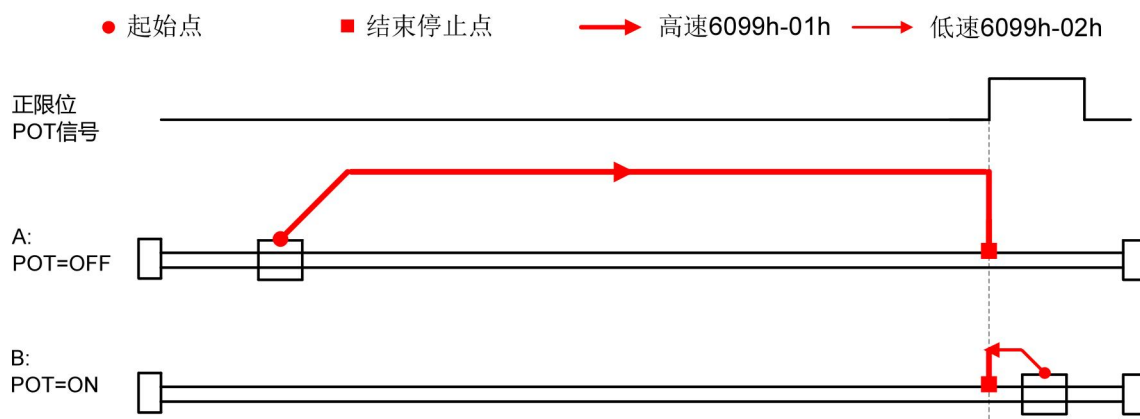 起始点 结束停止点 高速6099h-01h 低速6099h-02h
正限位
POT信号
A:
POT=OFF
B:
POT=ON